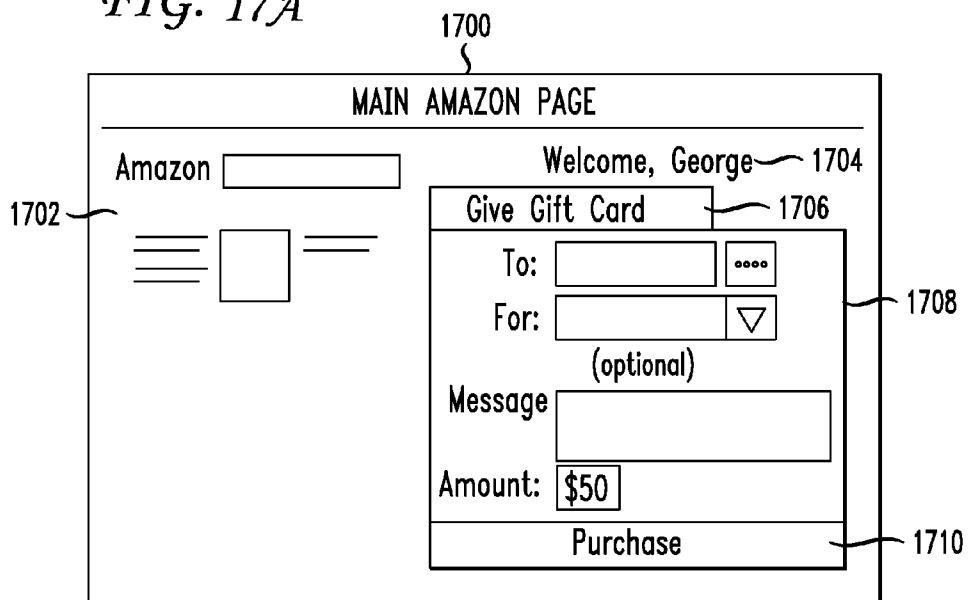 FIG. 17A
1700
MAIN AMAZON PAGE
Amazon
Welcome, George 1704
1702
Give Gift Card 1706
To:
1708
For:
(optional)
Message
Amount: $50
Purchase 1710